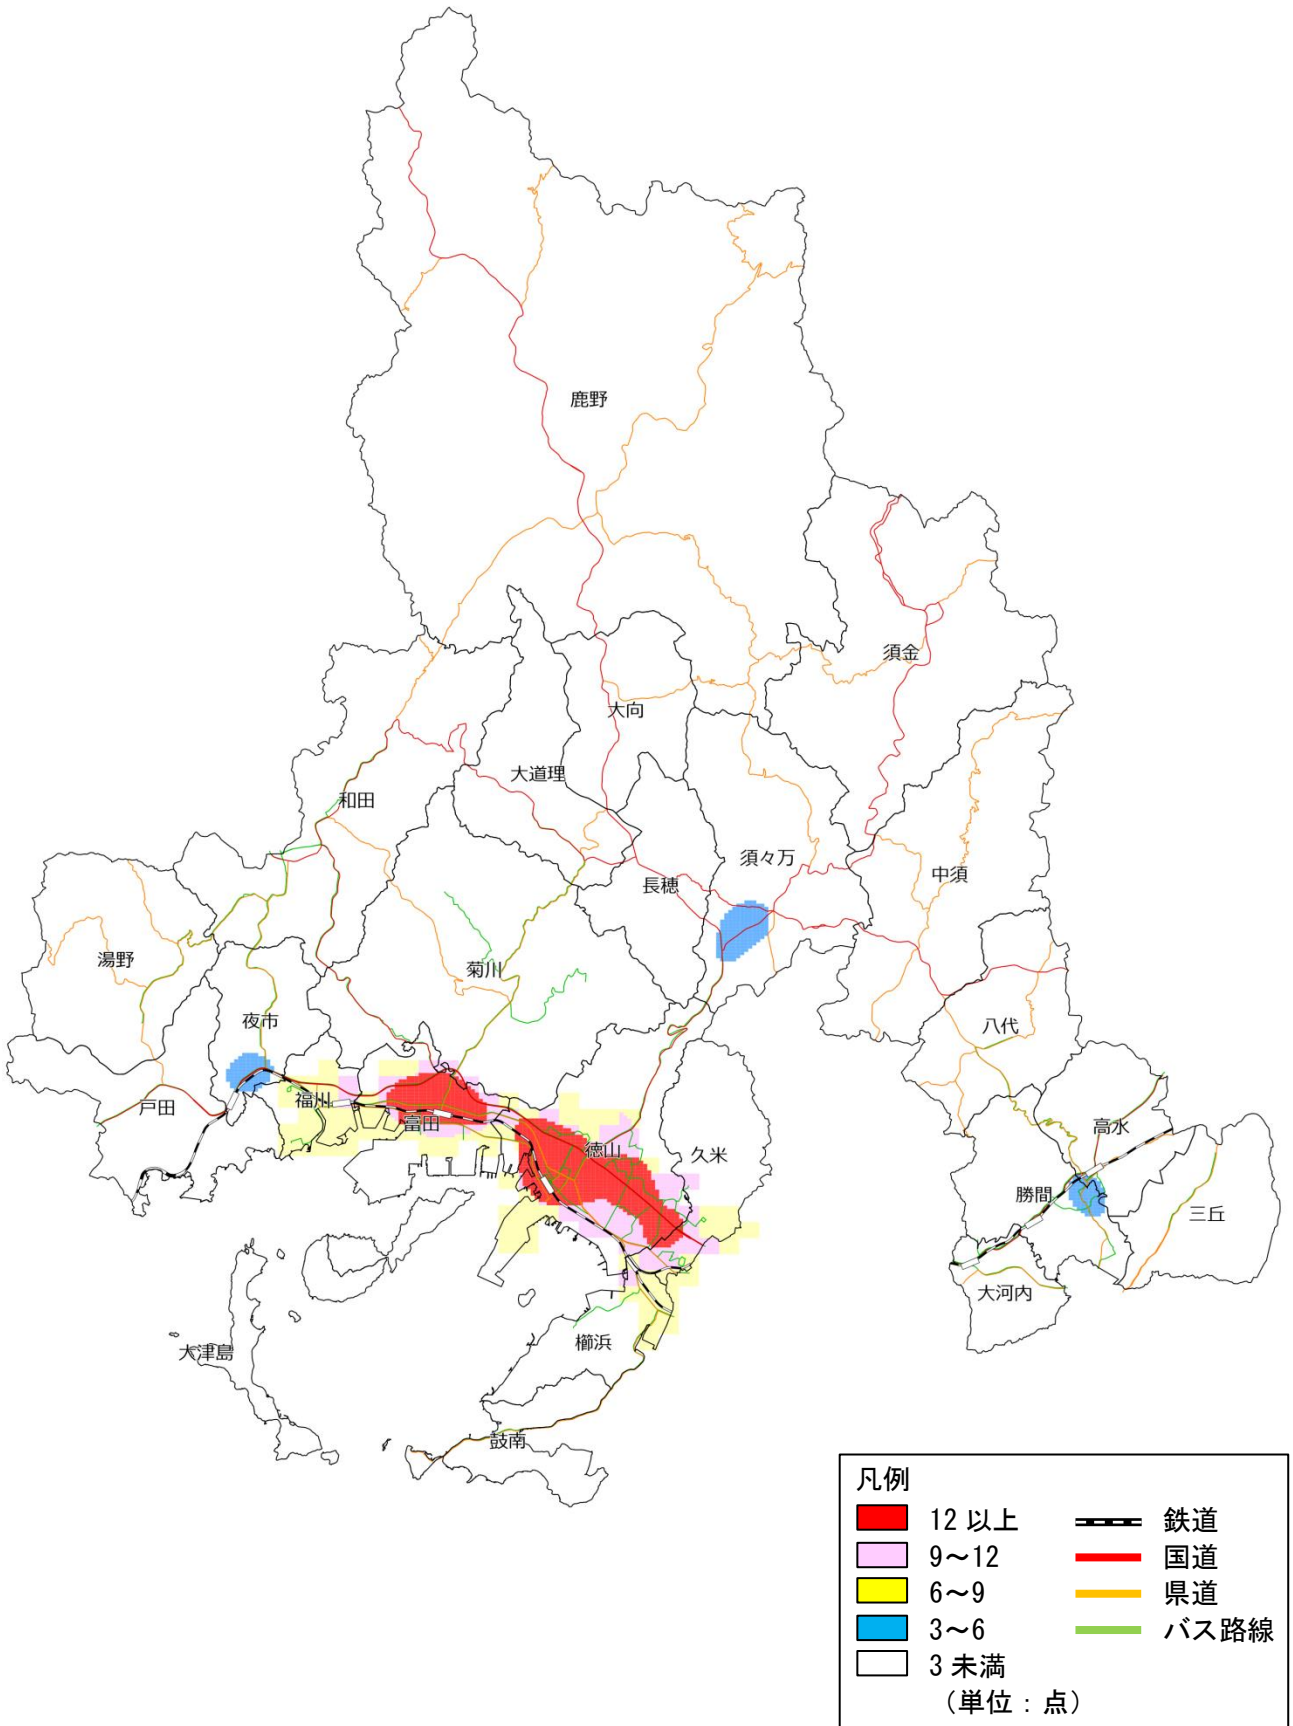 鹿野
須金
大向
大道理
和田
須々万
中須
長穂
湯野
菊川
夜市
八代
戸田
福川
富田
徳山
久米
高水
勝間
三丘
大河内
櫛浜
大津島
鼓南
凡例
12 以上
鉄道
9～12
国道
6～9
県道
3～6
バス路線
3 未満
（単位：点）